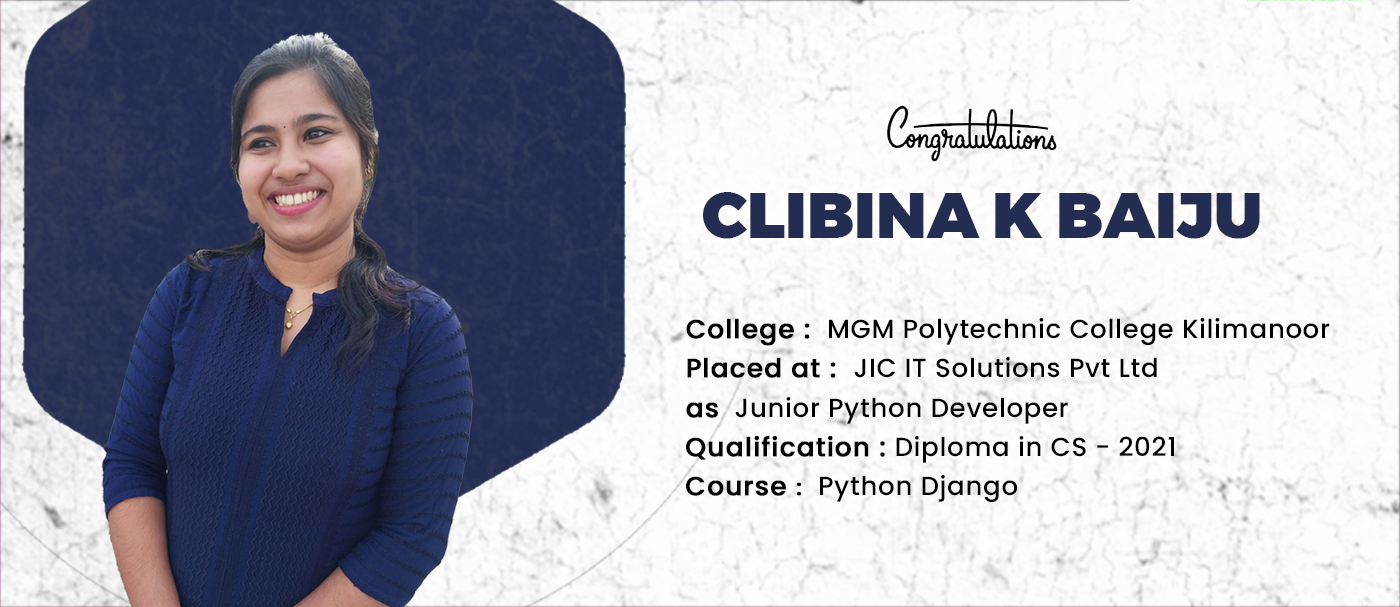 Congratulations
CLIBINA K BAIJU
College : MGM Polytechnic College Kilimanoor
Placed at : JIC IT Solutions Pvt Ltd
as Junior Python Developer
Qualification : Diploma in CS - 2021
Course : Python Django